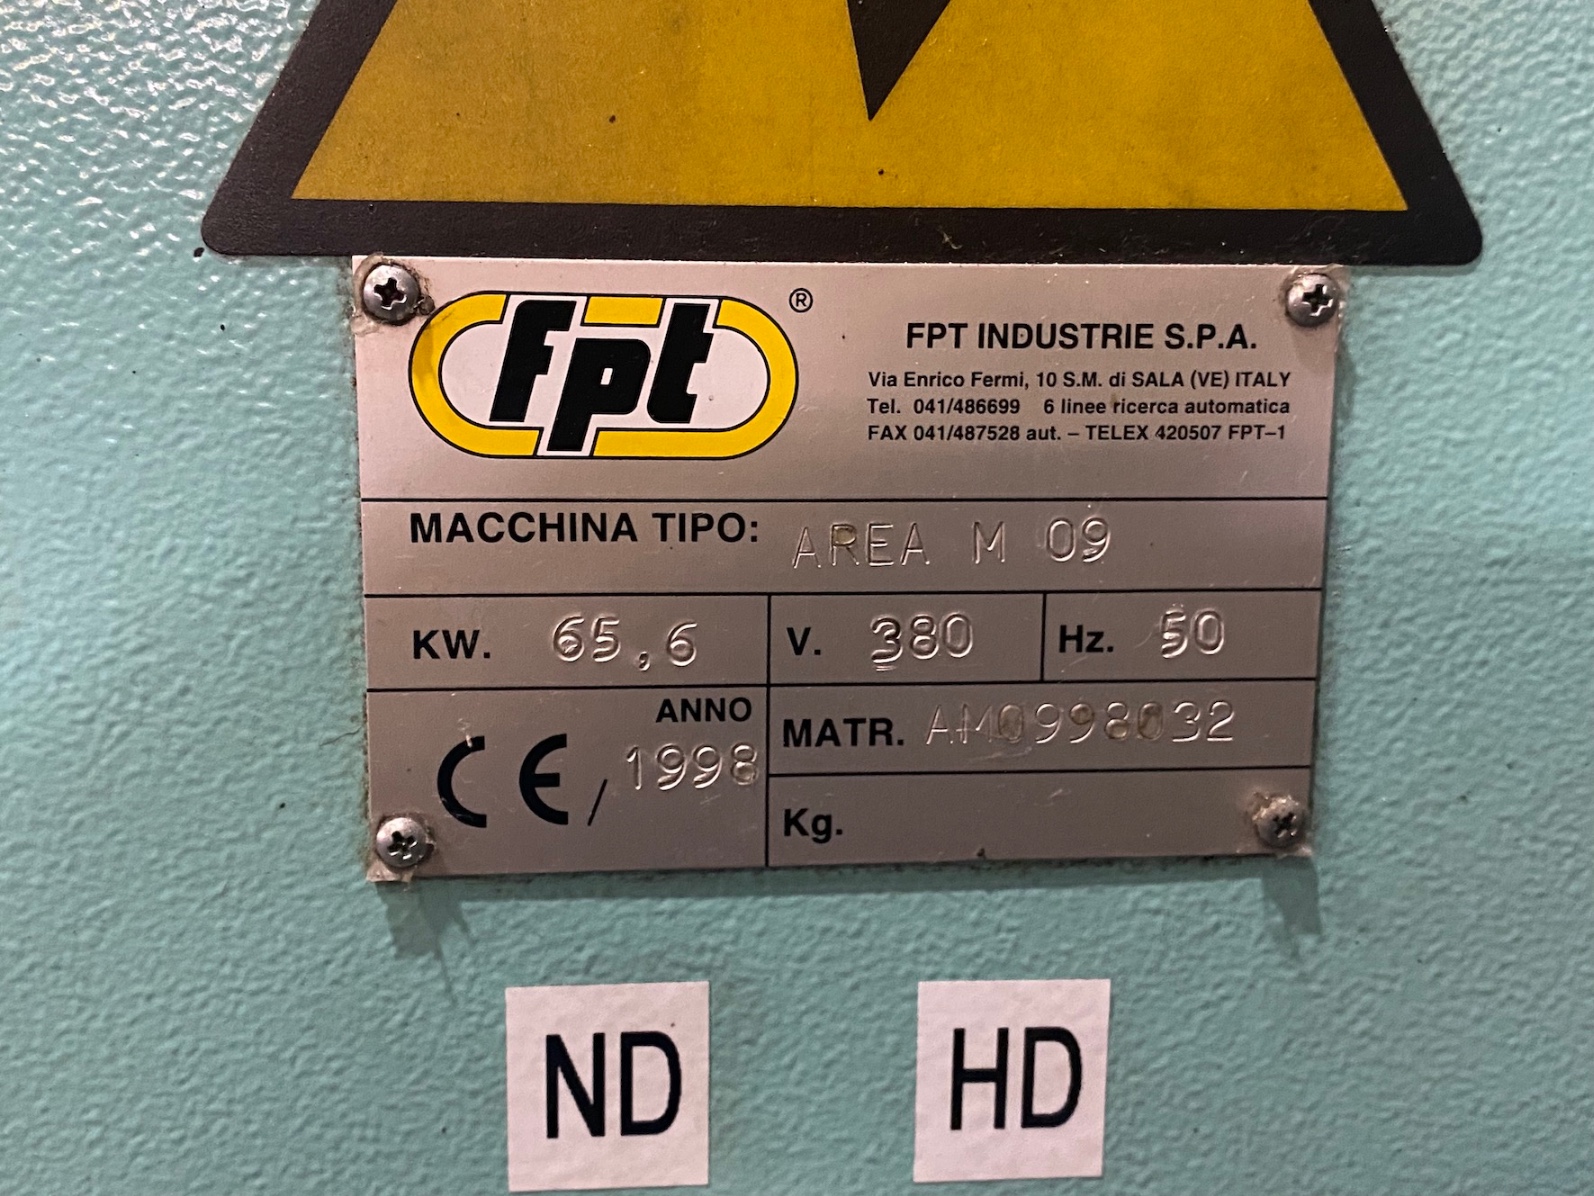 fpt ®
FPT INDUSTRIE S.P.A.
Via Enrico Fermi, 10 S.M. di SALA (VE) ITALY
Tel. 041/486699 6 linee ricerca automatica
FAX 041/487528 aut. – TELEX 420507 FPT–1
MACCHINA TIPO: AREA M 09
KW. 65,6 V. 380 Hz. 50
CE / ANNO 1998
MATR. AM0998032
Kg.
ND HD